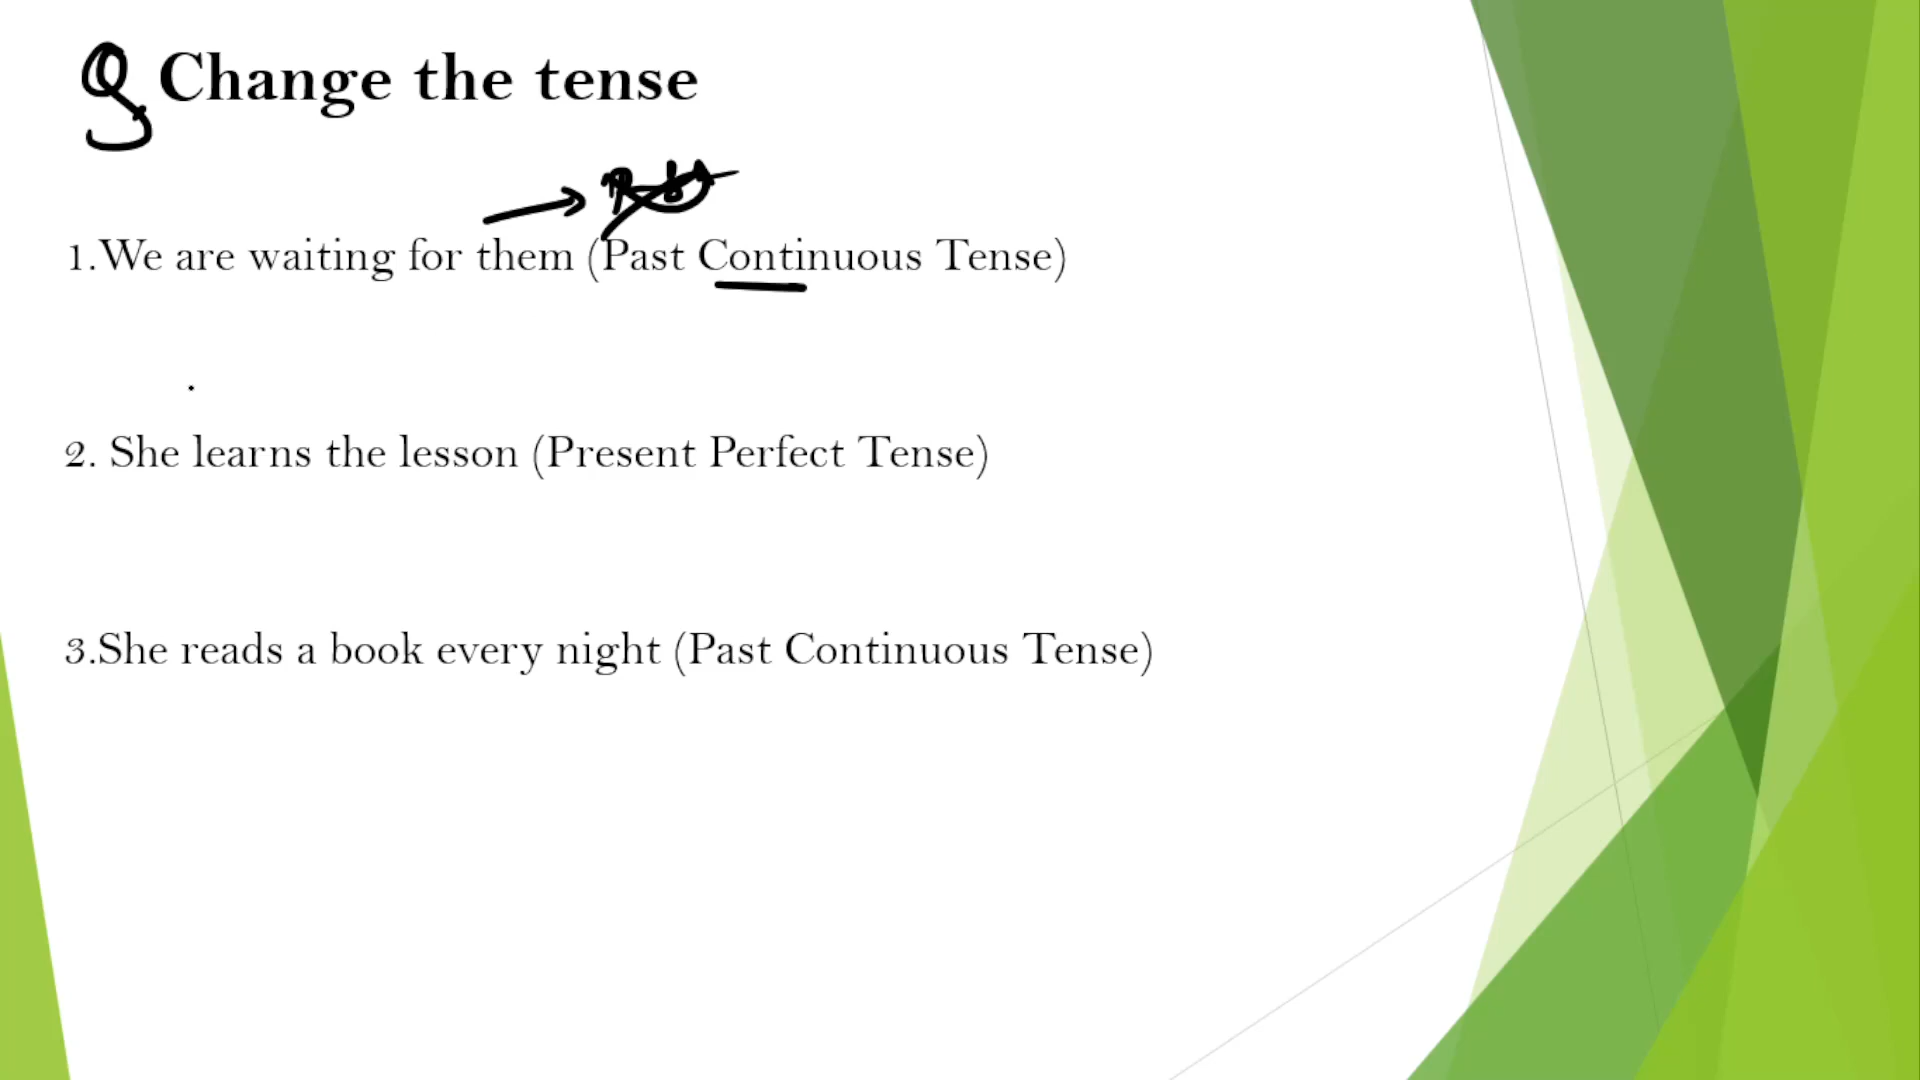 Q Change the tense
1.We are waiting for them (Past Continuous Tense)
2. She learns the lesson (Present Perfect Tense)
3.She reads a book every night (Past Continuous Tense)